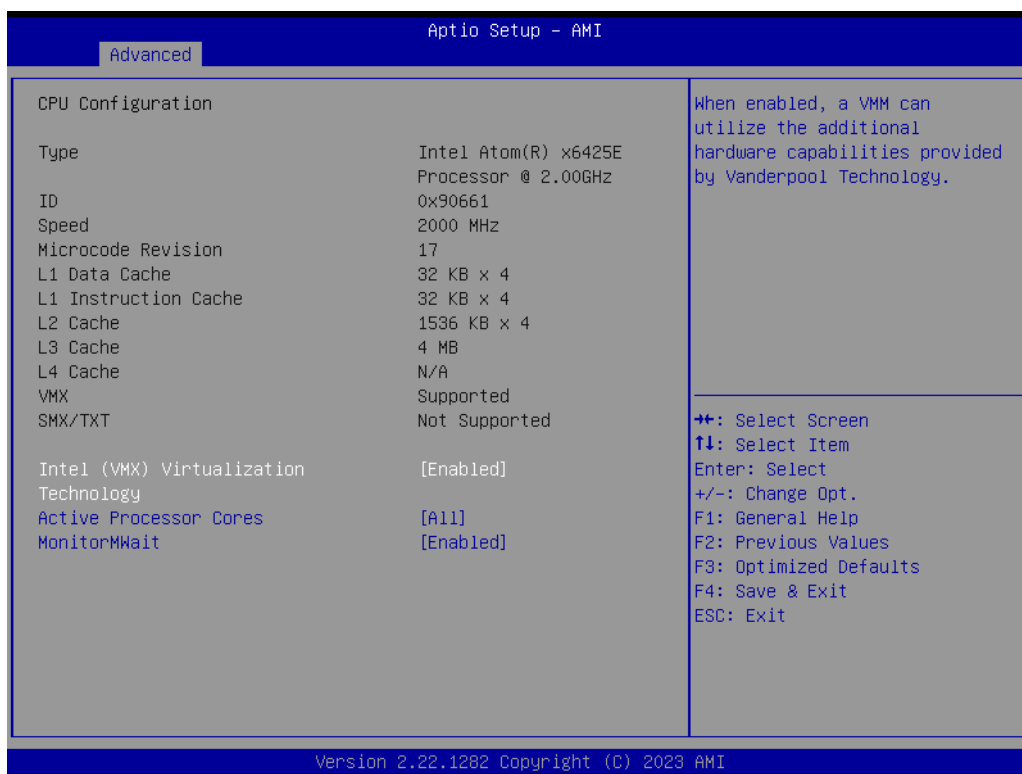 Aptio Setup - AMI
Advanced
CPU Configuration
Type Intel Atom(R) x6425E
Processor @ 2.00GHz
ID 0x90661
Speed 2000 MHz
Microcode Revision 17
L1 Data Cache 32 KB x 4
L1 Instruction Cache 32 KB x 4
L2 Cache 1536 KB x 4
L3 Cache 4 MB
L4 Cache N/A
VMX Supported
SMX/TXT Not Supported
Intel (VMX) Virtualization [Enabled]
Technology
Active Processor Cores [All]
MonitorMWait [Enabled]
When enabled, a VMM can
utilize the additional
hardware capabilities provided
by Vanderpool Technology.
→←: Select Screen
↑↓: Select Item
Enter: Select
+/-: Change Opt.
F1: General Help
F2: Previous Values
F3: Optimized Defaults
F4: Save & Exit
ESC: Exit
Version 2.22.1282 Copyright (C) 2023 AMI